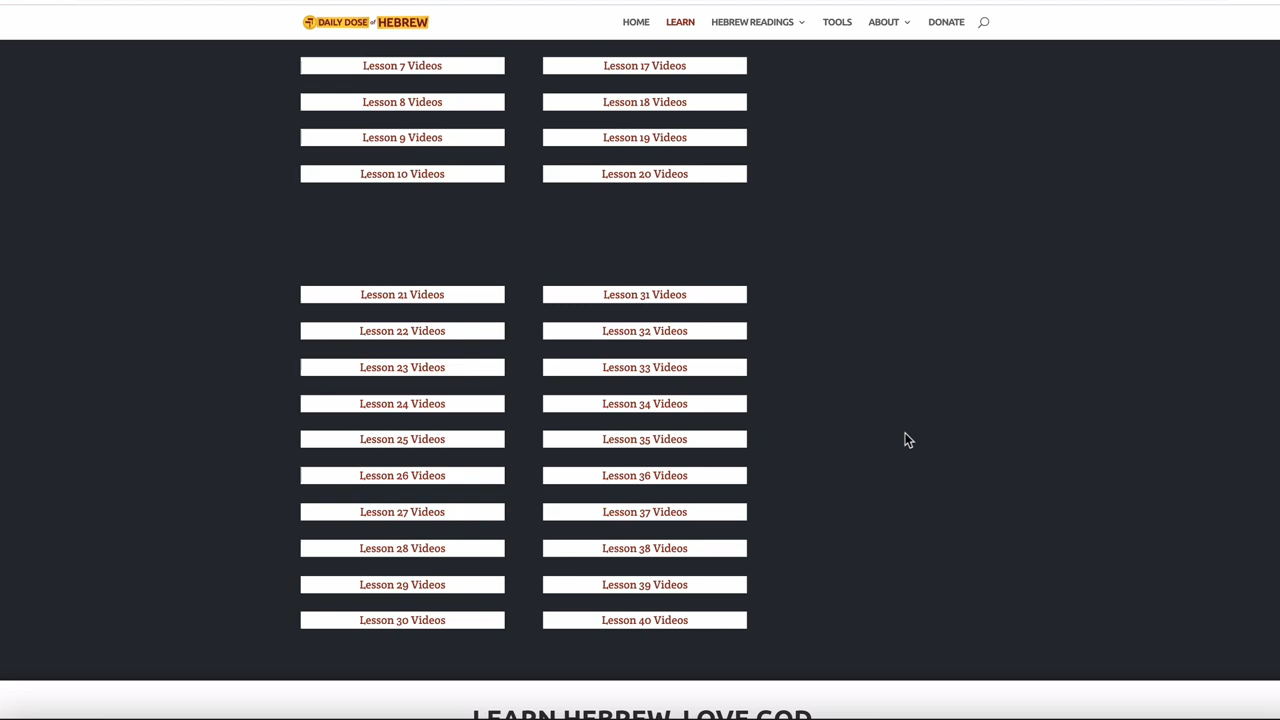 DAILY DOSE of HEBREW
HOME LEARN HEBREW READINGS TOOLS ABOUT DONATE
Lesson 7 Videos Lesson 17 Videos
Lesson 8 Videos Lesson 18 Videos
Lesson 9 Videos Lesson 19 Videos
Lesson 10 Videos Lesson 20 Videos
Lesson 21 Videos Lesson 31 Videos
Lesson 22 Videos Lesson 32 Videos
Lesson 23 Videos Lesson 33 Videos
Lesson 24 Videos Lesson 34 Videos
Lesson 25 Videos Lesson 35 Videos
Lesson 26 Videos Lesson 36 Videos
Lesson 27 Videos Lesson 37 Videos
Lesson 28 Videos Lesson 38 Videos
Lesson 29 Videos Lesson 39 Videos
Lesson 30 Videos Lesson 40 Videos
LEARN HEBREW. LOVE GOD